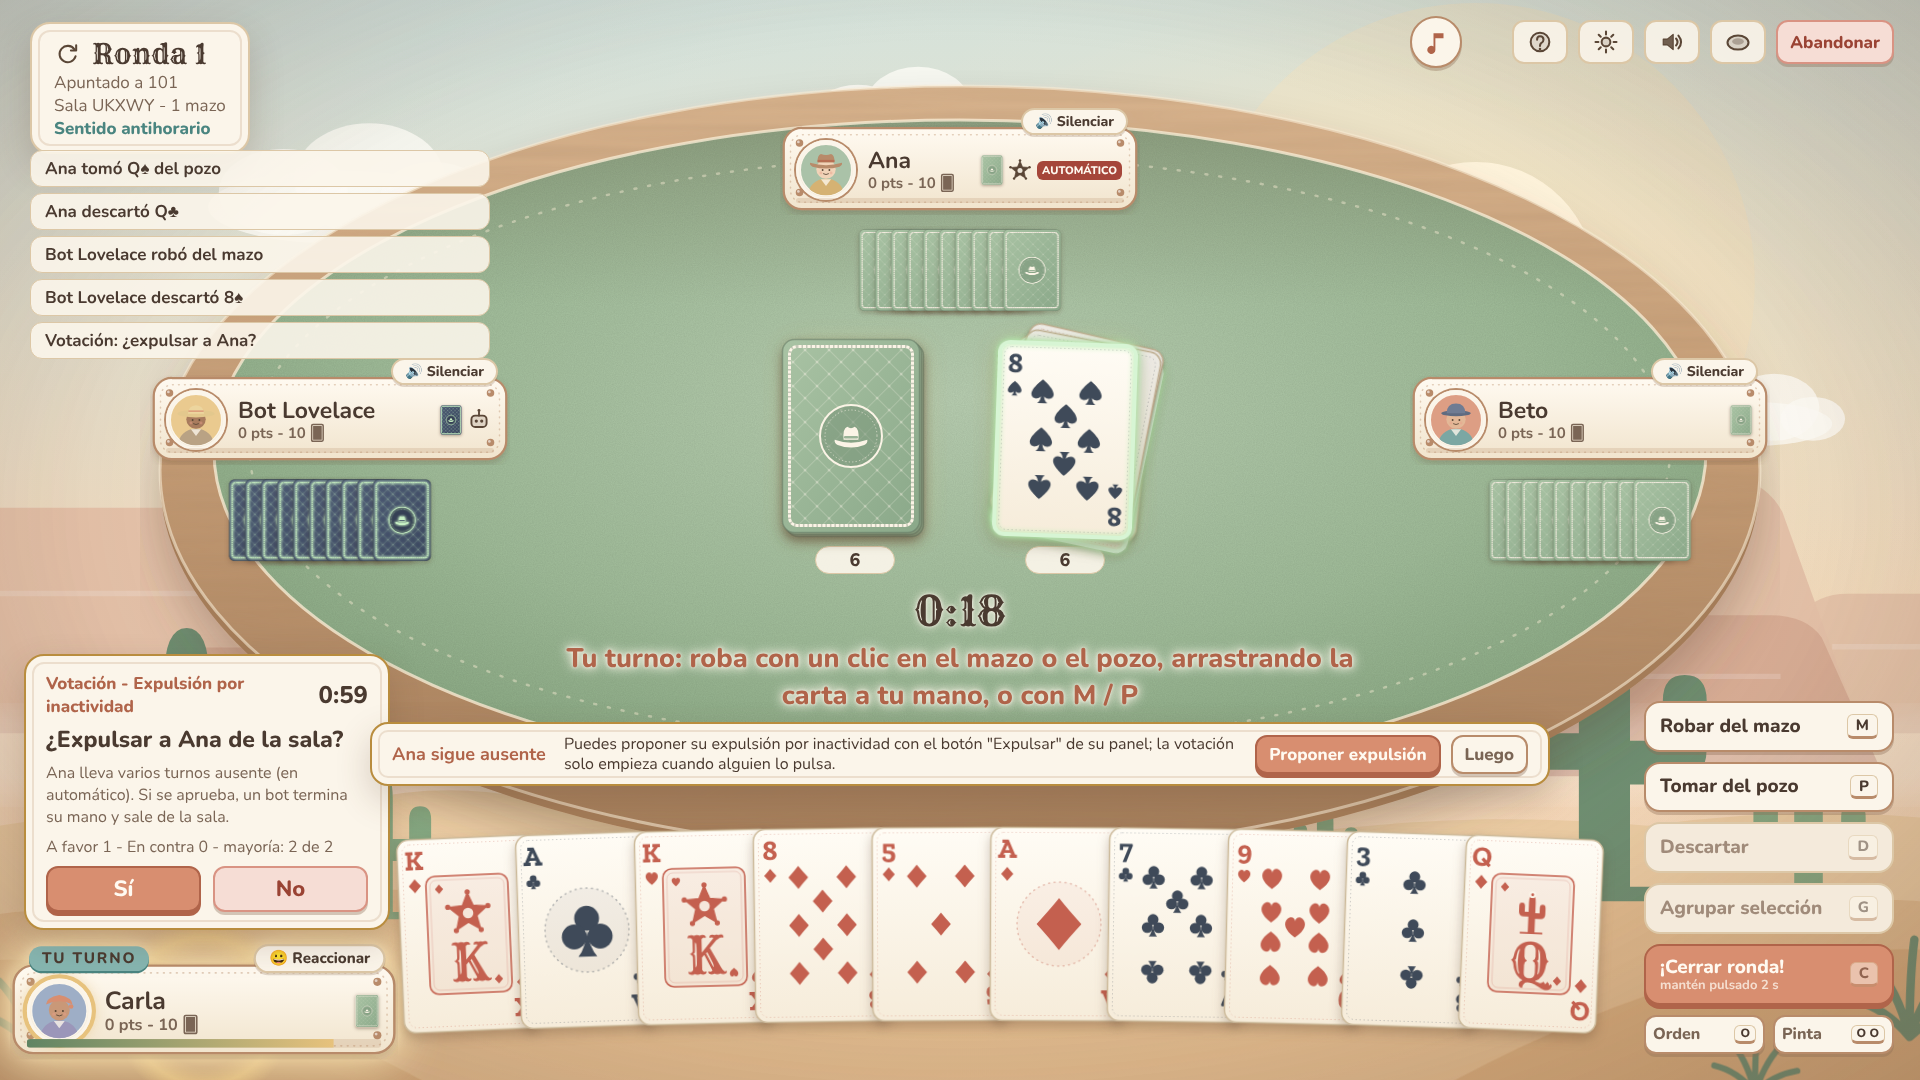 Ronda 1
Apuntado a 101
Sala UKXWY - 1 mazo
Sentido antihorario
Ana tomó Q♠ del pozo
Ana descartó Q♣
Bot Lovelace robó del mazo
Bot Lovelace descartó 8♠
Votación: ¿expulsar a Ana?
Abandonar
Silenciar
Ana
0 pts - 10
AUTOMÁTICO
Silenciar
Bot Lovelace
0 pts - 10
Silenciar
Beto
0 pts - 10
8
8
6
6
0:18
Tu turno: roba con un clic en el mazo o el pozo, arrastrando la
carta a tu mano, o con M / P
Votación - Expulsión por
inactividad
0:59
¿Expulsar a Ana de la sala?
Ana lleva varios turnos ausente (en
automático). Si se aprueba, un bot termina
su mano y sale de la sala.
A favor 1 - En contra 0 - mayoría: 2 de 2
Sí
No
Ana sigue ausente
Puedes proponer su expulsión por inactividad con el botón "Expulsar" de su panel; la votación
solo empieza cuando alguien lo pulsa.
Proponer expulsión
Luego
Robar del mazo M
Tomar del pozo P
Descartar D
Agrupar selección G
¡Cerrar ronda! C
mantén pulsado 2 s
Orden O
Pinta O O
TU TURNO
Reaccionar
Carla
0 pts - 10
K
K
A
K
K
8
5
A
7
9
3
Q
Q
Q